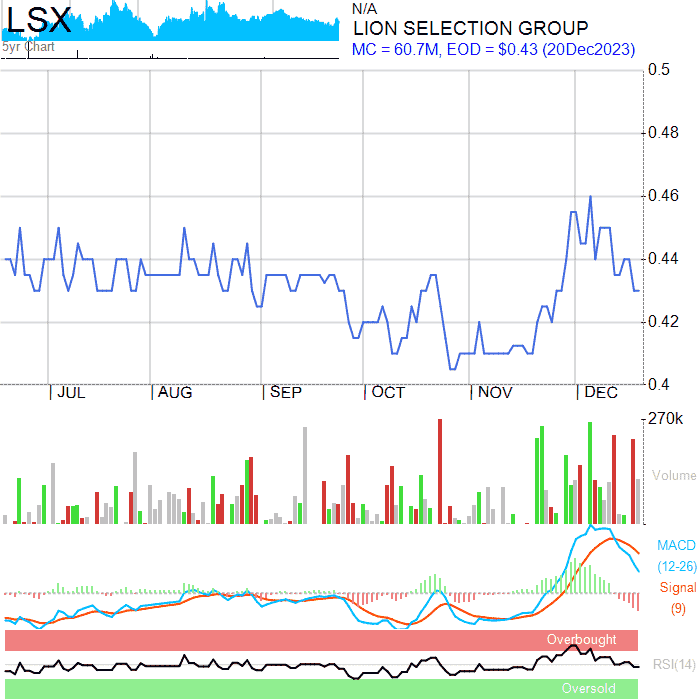 LSX
N/A
LION SELECTION GROUP
MC = 60.7M, EOD = $0.43 (20Dec2023)
5yr Chart
0.5
0.48
0.46
0.44
0.42
0.4
JUL
AUG
SEP
OCT
NOV
DEC
270k
Volume
MACD
(12-26)
Signal
(9)
Overbought
RSI(14)
Oversold